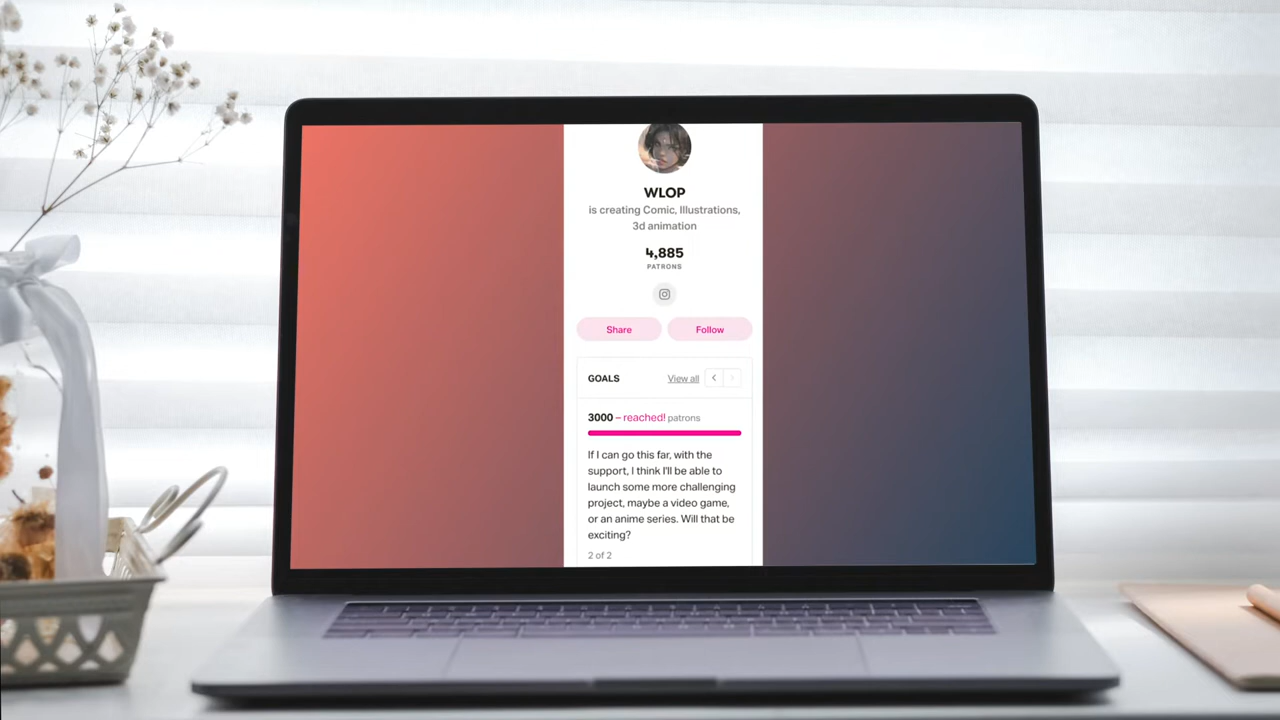 WLOP
is creating Comic, Illustrations,
3d animation
4,885
PATRONS
Share Follow
GOALS View all
3000 – reached! patrons
If I can go this far, with the
support, I think I'll be able to
launch some more challenging
project, maybe a video game,
or an anime series. Will that be
exciting?
2 of 2